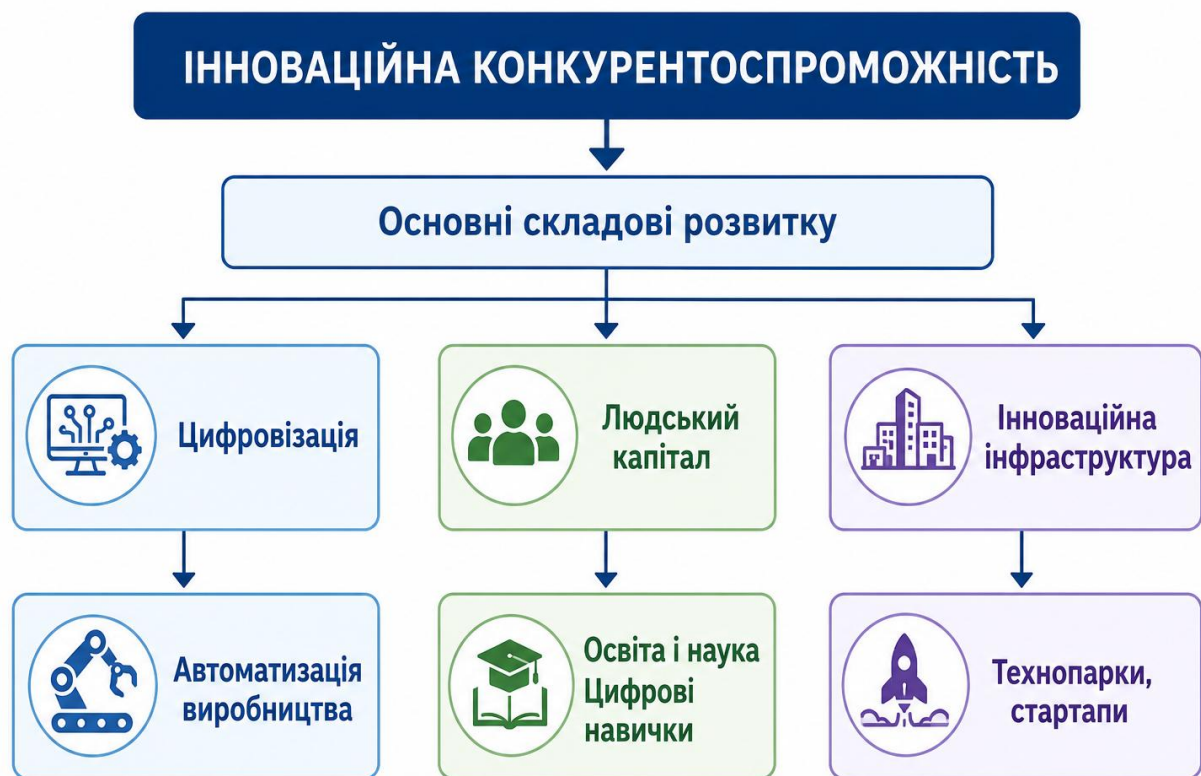 ІННОВАЦІЙНА КОНКУРЕНТОСПРОМОЖНІСТЬ
Основні складові розвитку
Цифровізація
Людський
капітал
Інноваційна
інфраструктура
Автоматизація
виробництва
Освіта і наука
Цифрові
навички
Технопарки,
стартапи